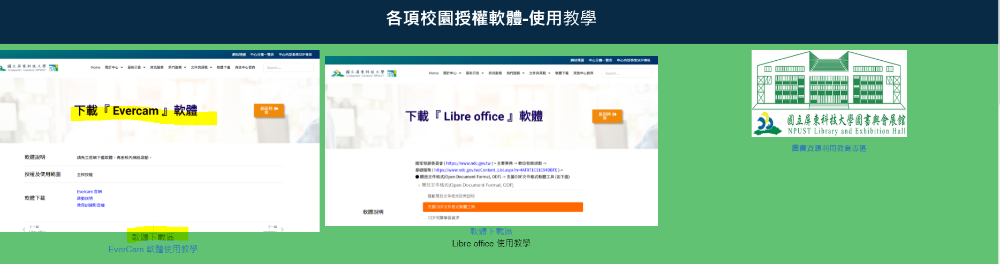 各項校園授權軟體-使用教學
網站地圖 中心分機一覽表 中心內部事故SOP專區
國立屏東科技大學
Computer Center/ NPUST
Home 關於中心 最新公告 資訊服務 熱門服務 文件與規範 軟體下載 資技中心首頁
Search ...
下載『 Evercam 』軟體
返回列表
軟體說明
請先至官網下載軟體，再由校內網路啟動。
授權及使用範圍
全校授權
軟體下載
Evercam 官網
啟動說明
教育訓練影音檔
上一篇
Libre office
下一篇
軟體下載區
EverCam 軟體使用教學
網站地圖 中心分機一覽表 中心內部事故SOP專區
國立屏東科技大學
Computer Center/ NPUST
Home 關於中心 最新公告 資訊服務 熱門服務 文件與規範 軟體下載 資技中心首頁
Search ...
下載『 Libre office 』軟體
返回列表
國家發展委員會 ( https://www.ndc.gov.tw ) > 主要業務 -> 數位發展規劃 ->
基礎服務 ( https://www.ndc.gov.tw/Content_List.aspx?n=4AF071C31C94DBFE )->
● 開放文件格式(Open Document Format, ODF) -> 支援ODF文件格式軟體工具 (如下圖)
開放文件格式(Open Document Format, ODF)
推動開放文件格式政策說明
支援ODF文件格式軟體工具
ODF相關學習資源
軟體說明
軟體下載區
Libre office 使用教學
國立屏東科技大學圖書與會展館
NPUST Library and Exhibition Hall
圖書資源利用教育專區